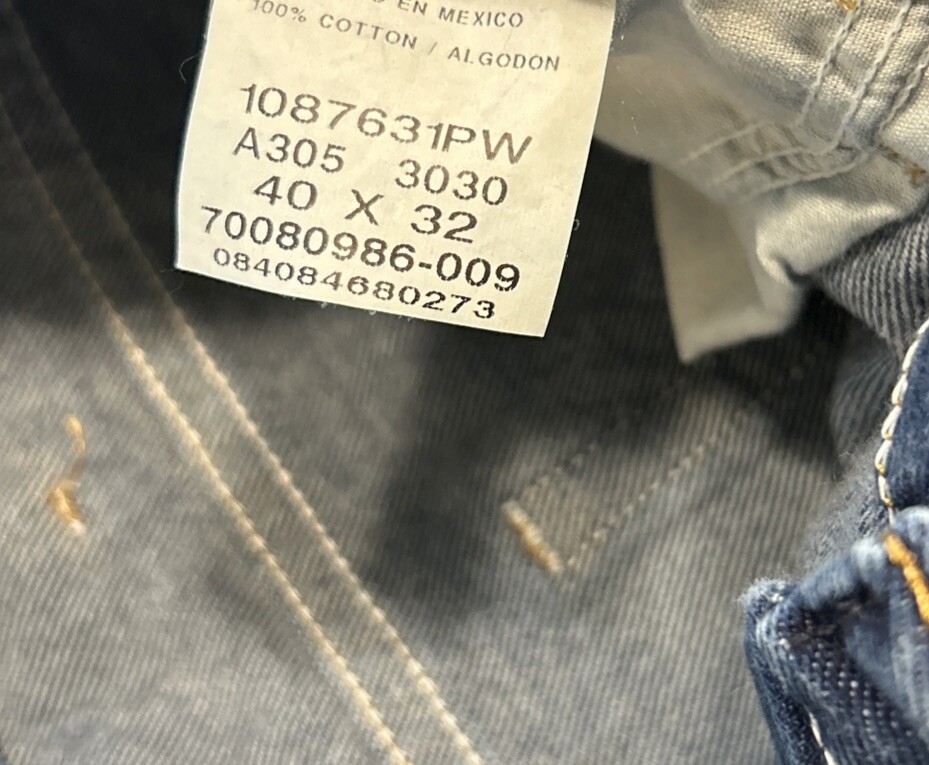 EN MEXICO
100% COTTON / ALGODON
1087631PW
A305 3030
40 X 32
70080986-009
084084680273